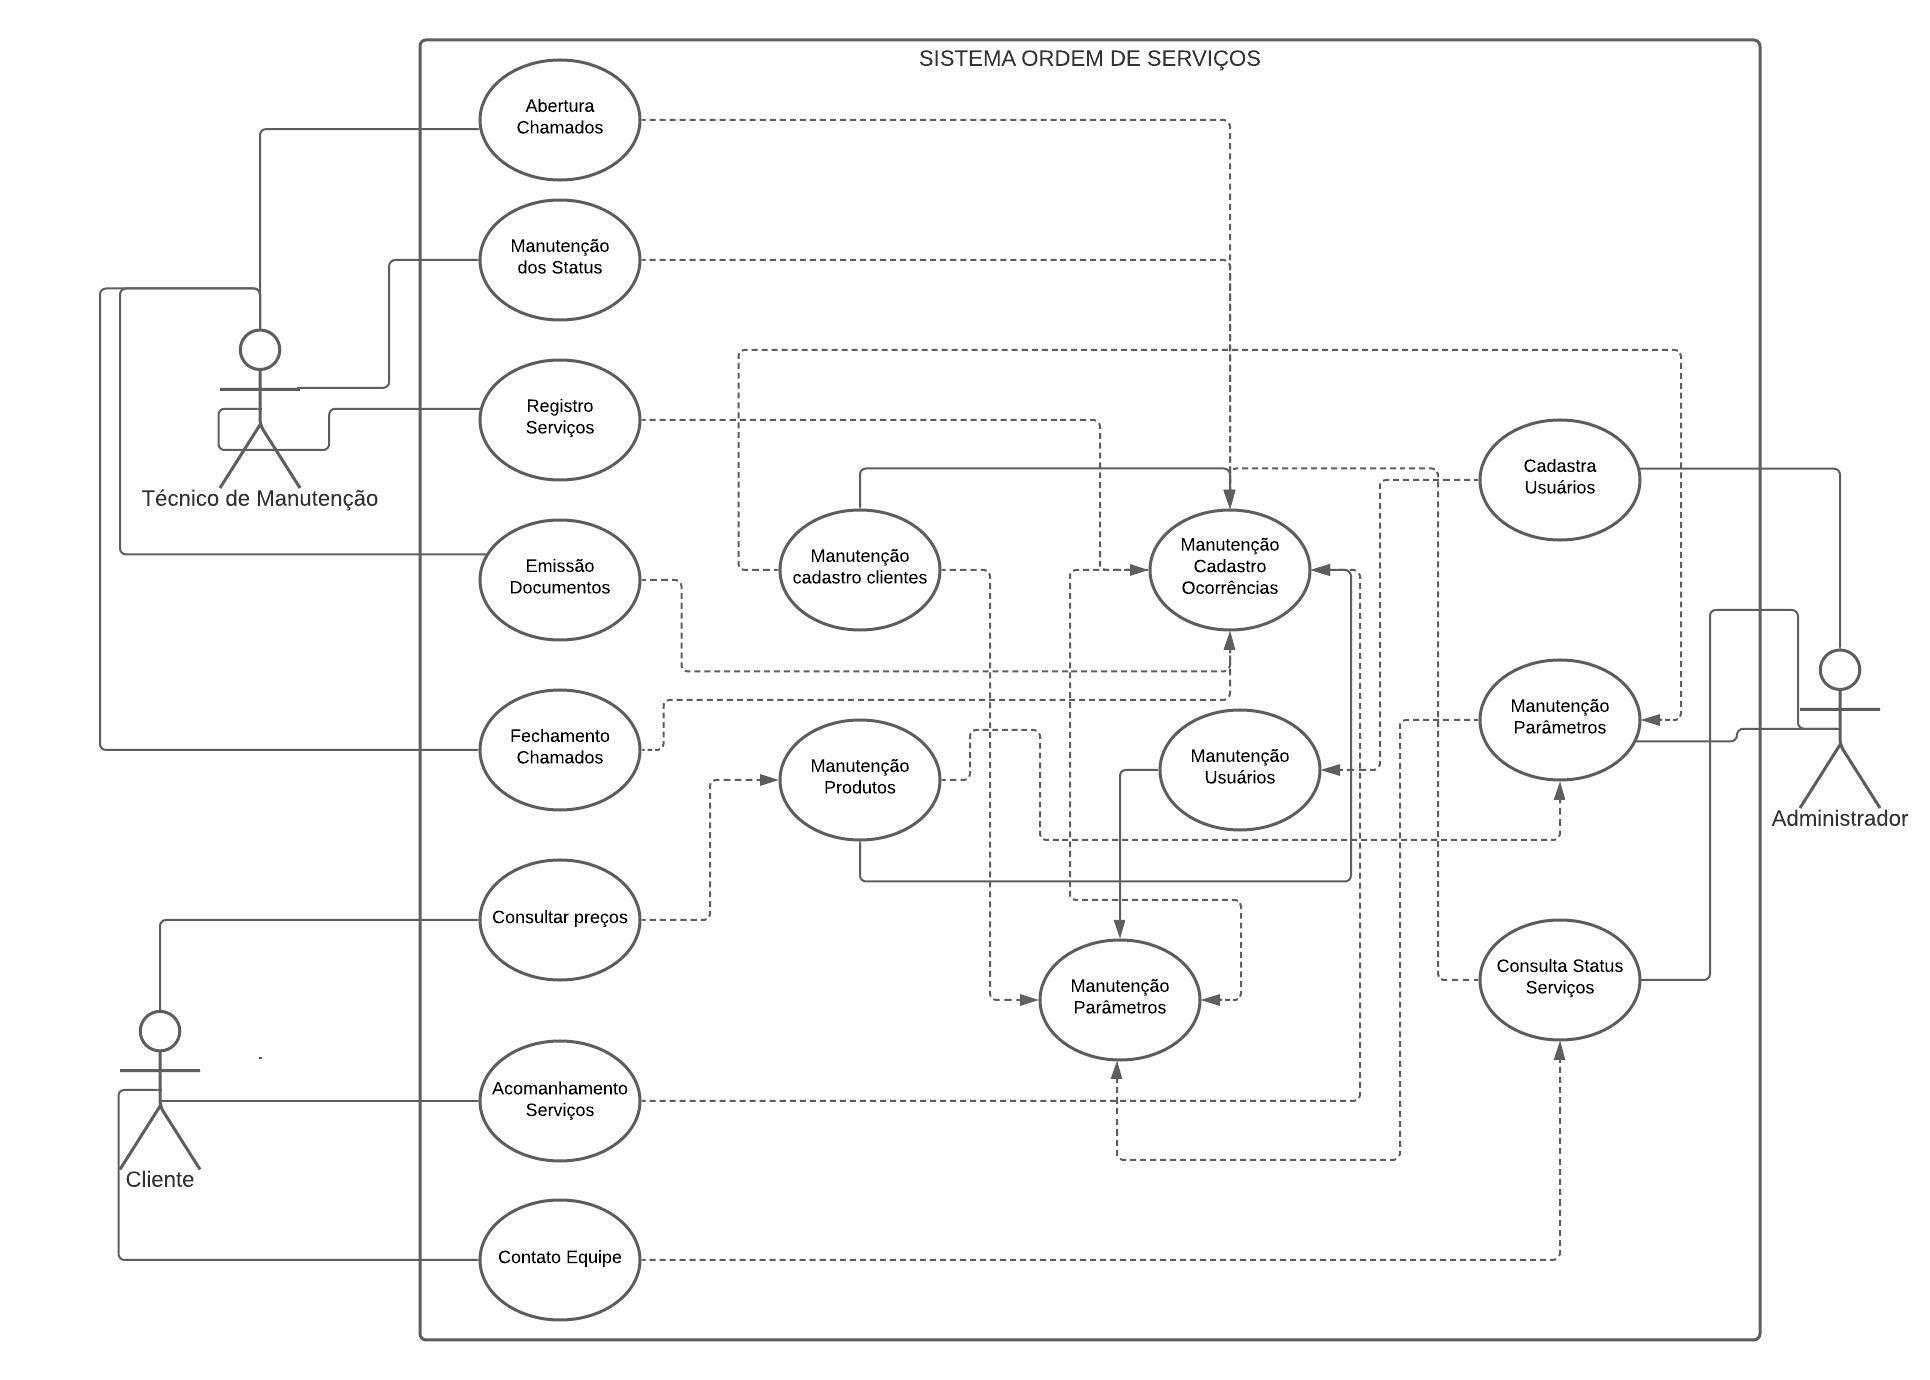 SISTEMA ORDEM DE SERVIÇOS
Abertura
Chamados
Manutenção
dos Status
Registro
Serviços
Técnico de Manutenção
Emissão
Documentos
Fechamento
Chamados
Manutenção
cadastro clientes
Manutenção
Cadastro
Ocorrências
Cadastra
Usuários
Manutenção
Produtos
Manutenção
Usuários
Manutenção
Parâmetros
Administrador
Consultar preços
Manutenção
Parâmetros
Consulta Status
Serviços
Acomanhamento
Serviços
Cliente
Contato Equipe